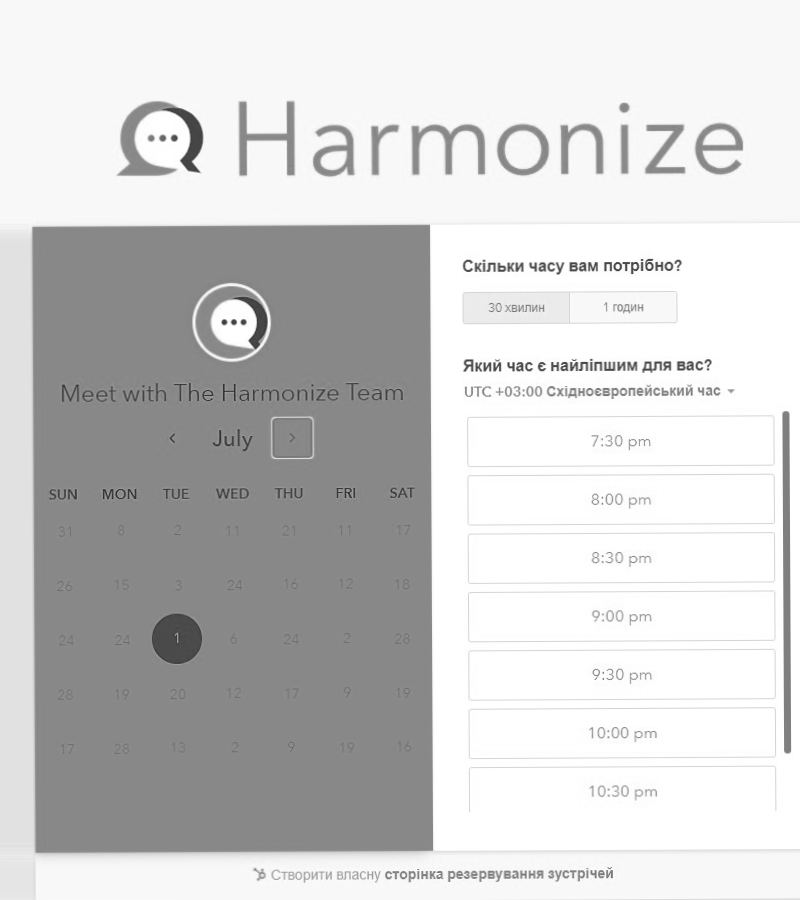 Harmonize
Meet with The Harmonize Team
July
SUN MON TUE WED THU FRI SAT
31 8 2 11 21 11 17
26 15 3 24 16 12 18
24 24 1 6 24 2 28
28 19 20 12 17 9 19
17 28 13 2 9 19 16
Скільки часу вам потрібно?
30 хвилин 1 годин
Який час є найліпшим для вас?
UTC +03:00 Східноєвропейський час
7:30 pm
8:00 pm
8:30 pm
9:00 pm
9:30 pm
10:00 pm
10:30 pm
Створити власну сторінка резервування зустрічей